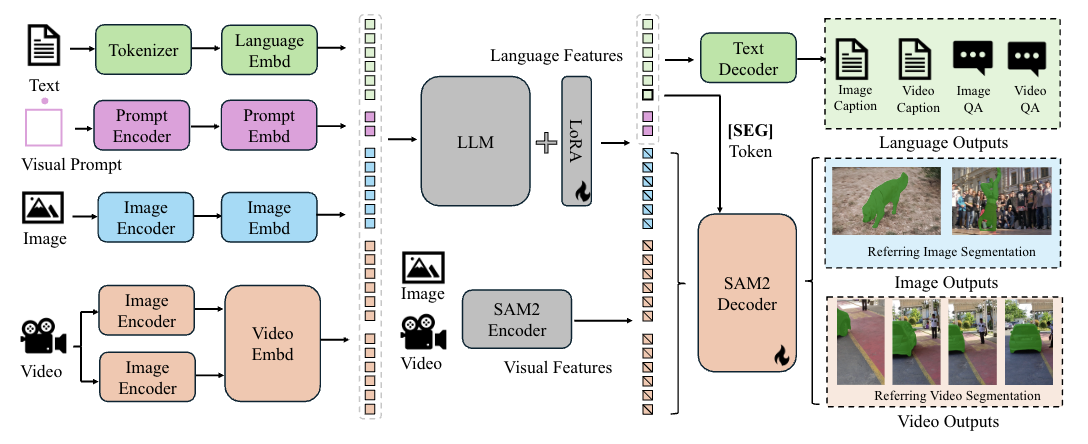 Text
Tokenizer
Language
Embd
Visual Prompt
Prompt
Encoder
Prompt
Embd
Image
Image
Encoder
Image
Embd
Video
Image
Encoder
Image
Encoder
Video
Embd
LLM
LoRA
Language Features
Image
Video
SAM2
Encoder
Visual Features
Text
Decoder
[SEG]
Token
SAM2
Decoder
Image
Caption
Video
Caption
Image
QA
Video
QA
Language Outputs
Referring Image Segmentation
Image Outputs
Referring Video Segmentation
Video Outputs